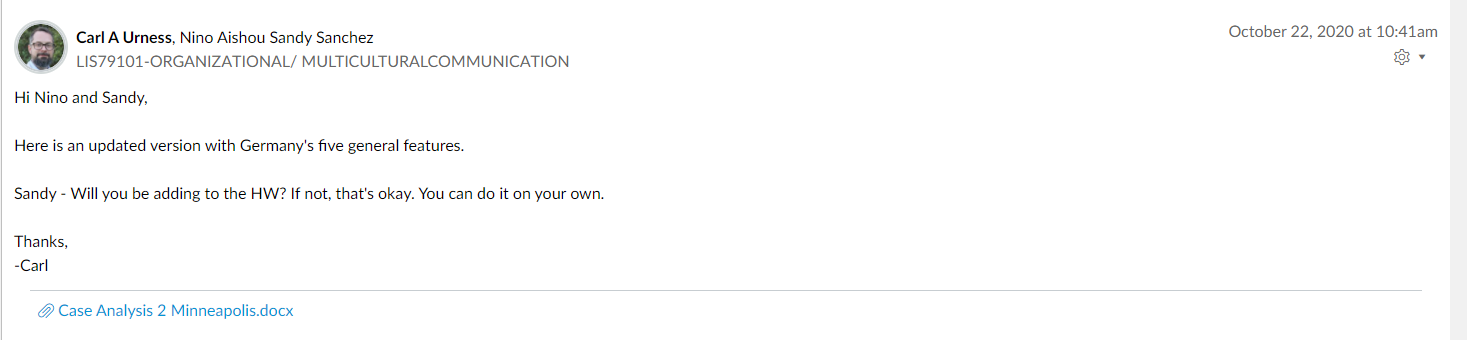 Carl A Urness, Nino Aishou Sandy Sanchez
October 22, 2020 at 10:41am
LIS79101-ORGANIZATIONAL/ MULTICULTURALCOMMUNICATION
Hi Nino and Sandy,
Here is an updated version with Germany's five general features.
Sandy - Will you be adding to the HW? If not, that's okay. You can do it on your own.
Thanks,
-Carl
Case Analysis 2 Minneapolis.docx